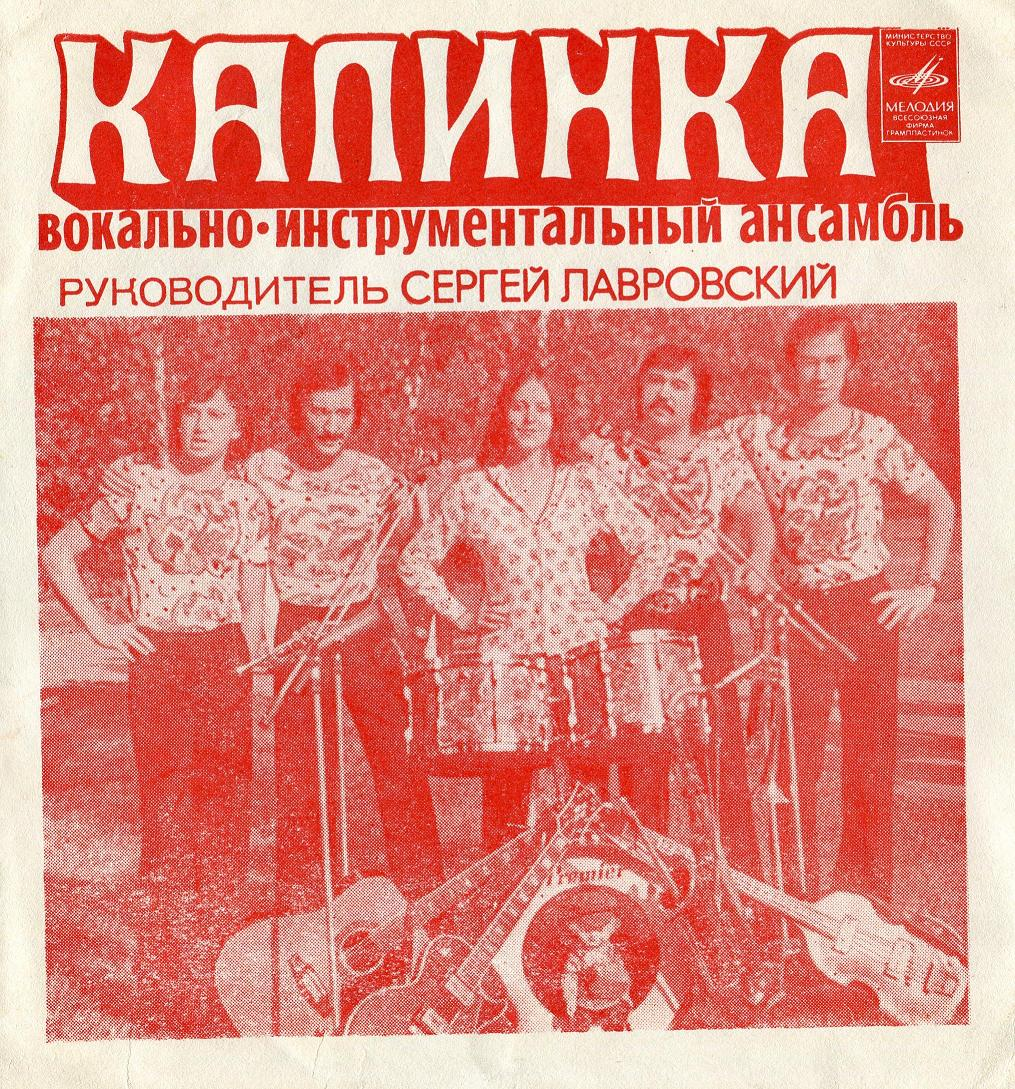 КАЛИНКА
МИНИСТЕРСТВО
КУЛЬТУРЫ СССР
МЕЛОДИЯ
ВСЕСОЮЗНАЯ
ФИРМА
ГРАМПЛАСТИНОК
вокально·инструментальный ансамбль
РУКОВОДИТЕЛЬ СЕРГЕЙ ЛАВРОВСКИЙ
Premier